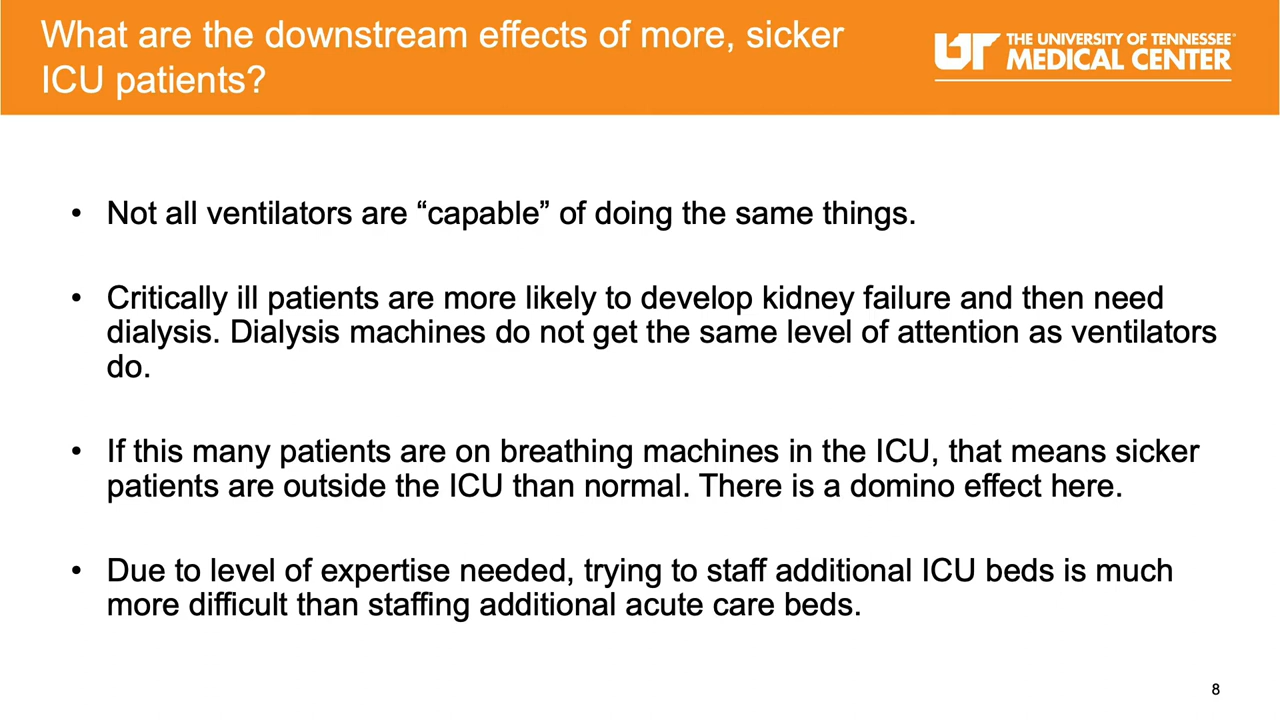 What are the downstream effects of more, sicker
ICU patients?
UT THE UNIVERSITY OF TENNESSEE
MEDICAL CENTER
• Not all ventilators are “capable” of doing the same things.
• Critically ill patients are more likely to develop kidney failure and then need
dialysis. Dialysis machines do not get the same level of attention as ventilators
do.
• If this many patients are on breathing machines in the ICU, that means sicker
patients are outside the ICU than normal. There is a domino effect here.
• Due to level of expertise needed, trying to staff additional ICU beds is much
more difficult than staffing additional acute care beds.
8